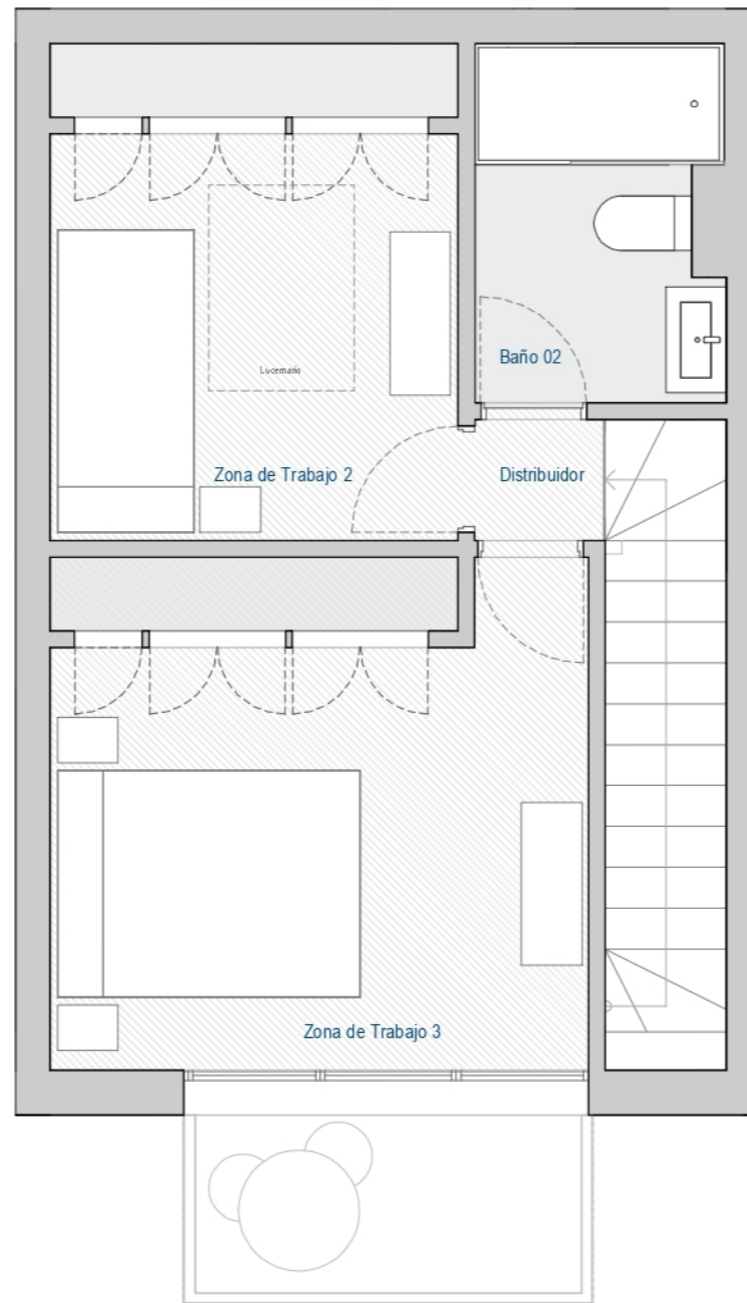 Baño 02
Lucernario
Zona de Trabajo 2
Distribuidor
Zona de Trabajo 3